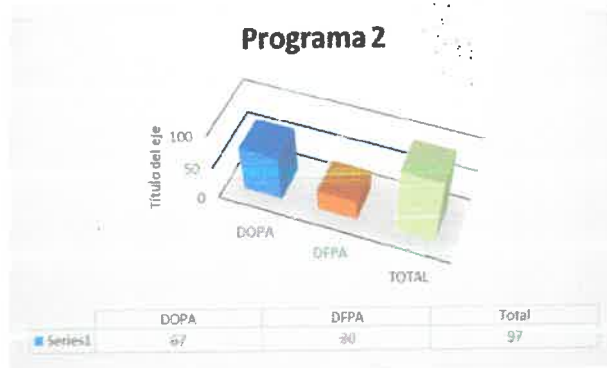 Programa 2
Título del eje
100
50
0
DOPA
DFPA
TOTAL
DOPA DFPA Total
Series1 67 30 97